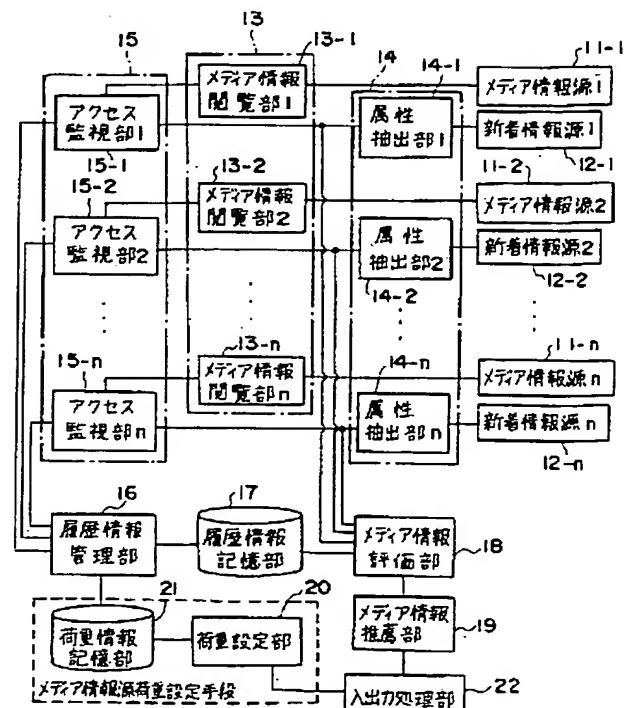 13
15
13-1
14
14-1
11-1
メディア情報
閲覧部1
メディア情報源1
アクセス
監視部1
属性
抽出部1
新着情報源1
15-1
12-1
15-2
13-2
11-2
メディア情報
閲覧部2
メディア情報源2
アクセス
監視部2
属性
抽出部2
新着情報源2
14-2
12-2
13-n
11-n
15-n
14-n
メディア情報
閲覧部n
メディア情報源n
アクセス
監視部n
属性
抽出部n
新着情報源n
12-n
16
17
履歴情報
管理部
履歴情報
記憶部
メディア情報
評価部
18
21
20
荷重情報
記憶部
荷重設定部
メディア情報
推薦部
19
メディア情報源荷重設定手段
入出力処理部
22